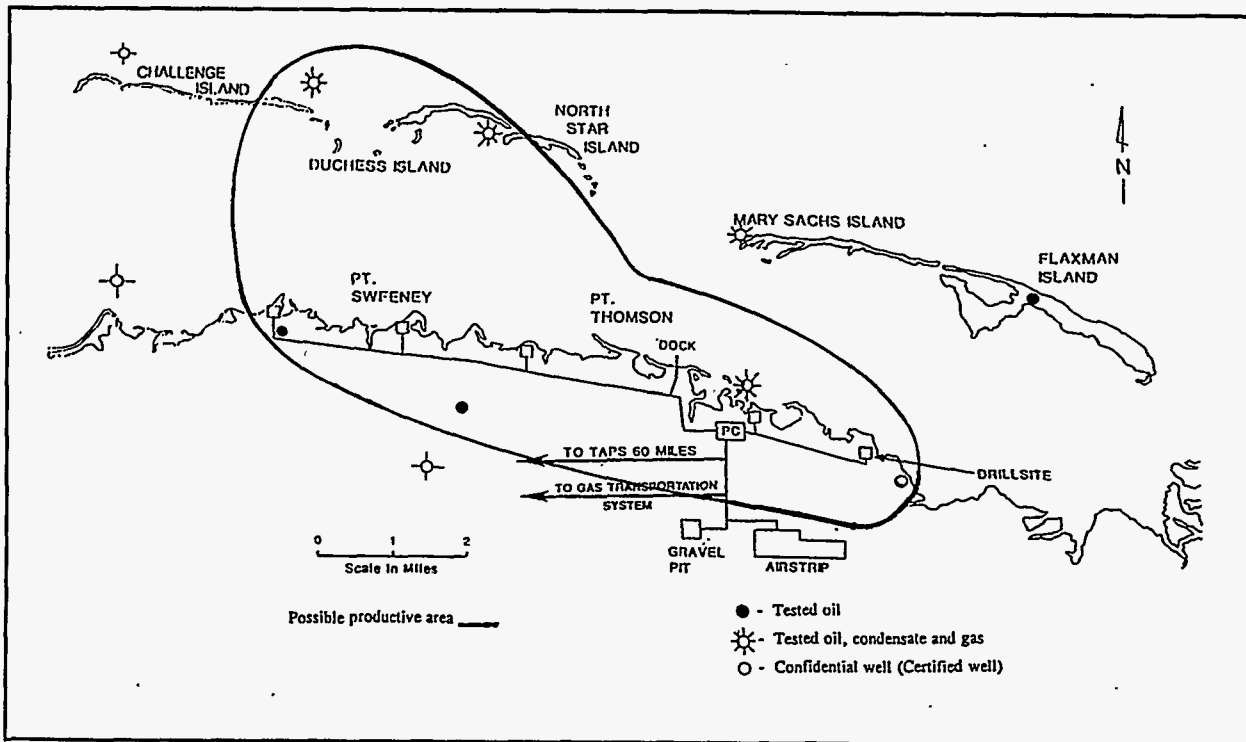 CHALLENGE
ISLAND
DUCHESS ISLAND
NORTH
STAR
ISLAND
N
MARY SACHS ISLAND
FLAXMAN
ISLAND
PT.
SWFENEY
PT.
THOMSON
DOCK
PC
TO TAPS 60 MILES
TO GAS TRANSPORTATION
SYSTEM
DRILLSITE
GRAVEL
PIT
AIRSTRIP
0 1 2
Scale in Miles
Possible productive area
- Tested oil
- Tested oil, condensate and gas
- Confidential well (Certified well)